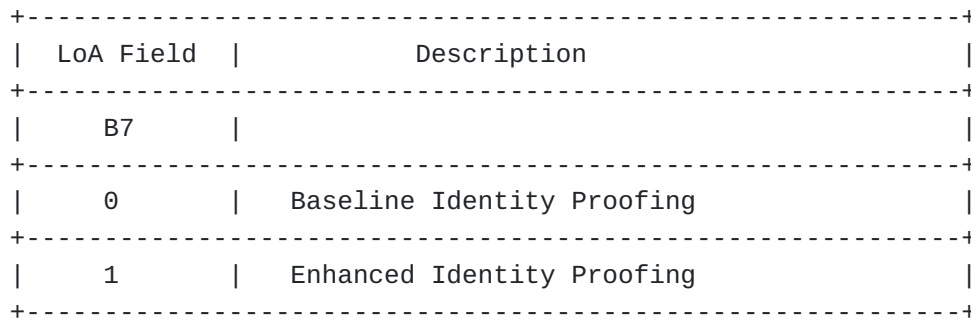 +------------------------------------------------------------+
|  LoA Field  |           Description                        |
+------------------------------------------------------------+
|     B7      |                                              |
+------------------------------------------------------------+
|     0       |   Baseline Identity Proofing                 |
+------------------------------------------------------------+
|     1       |   Enhanced Identity Proofing                 |
+------------------------------------------------------------+